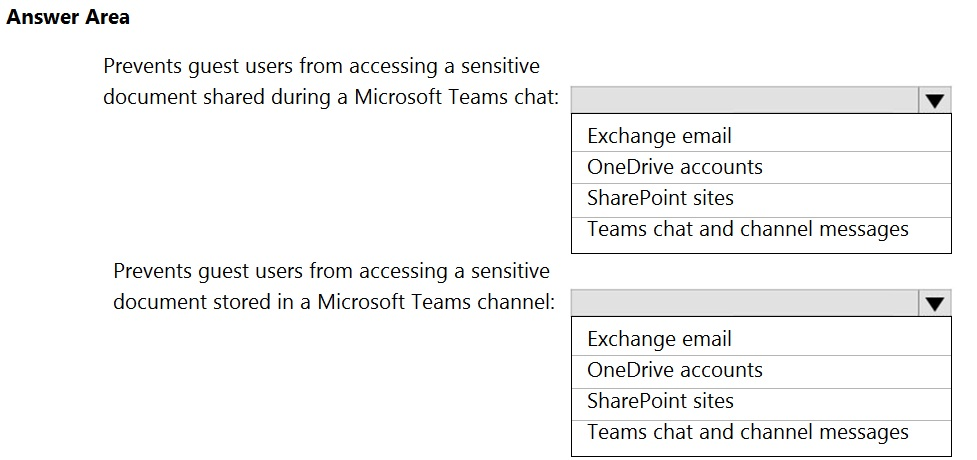 Answer Area
Prevents guest users from accessing a sensitive
document shared during a Microsoft Teams chat:
Exchange email
OneDrive accounts
SharePoint sites
Teams chat and channel messages
Prevents guest users from accessing a sensitive
document stored in a Microsoft Teams channel:
Exchange email
OneDrive accounts
SharePoint sites
Teams chat and channel messages